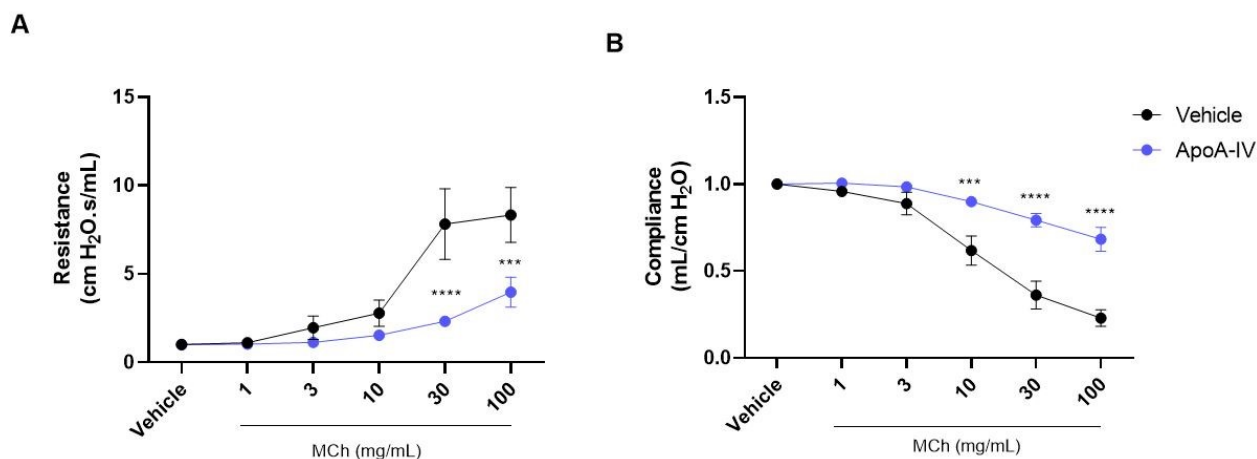 A
Resistance
(cm H₂O.s/mL)
15
10
5
0
****
***
Vehicle
1
3
10
30
100
MCh (mg/mL)
B
Compliance
(mL/cm H₂O)
1.5
1.0
0.5
0.0
***
****
****
Vehicle
1
3
10
30
100
MCh (mg/mL)
Vehicle
ApoA-IV